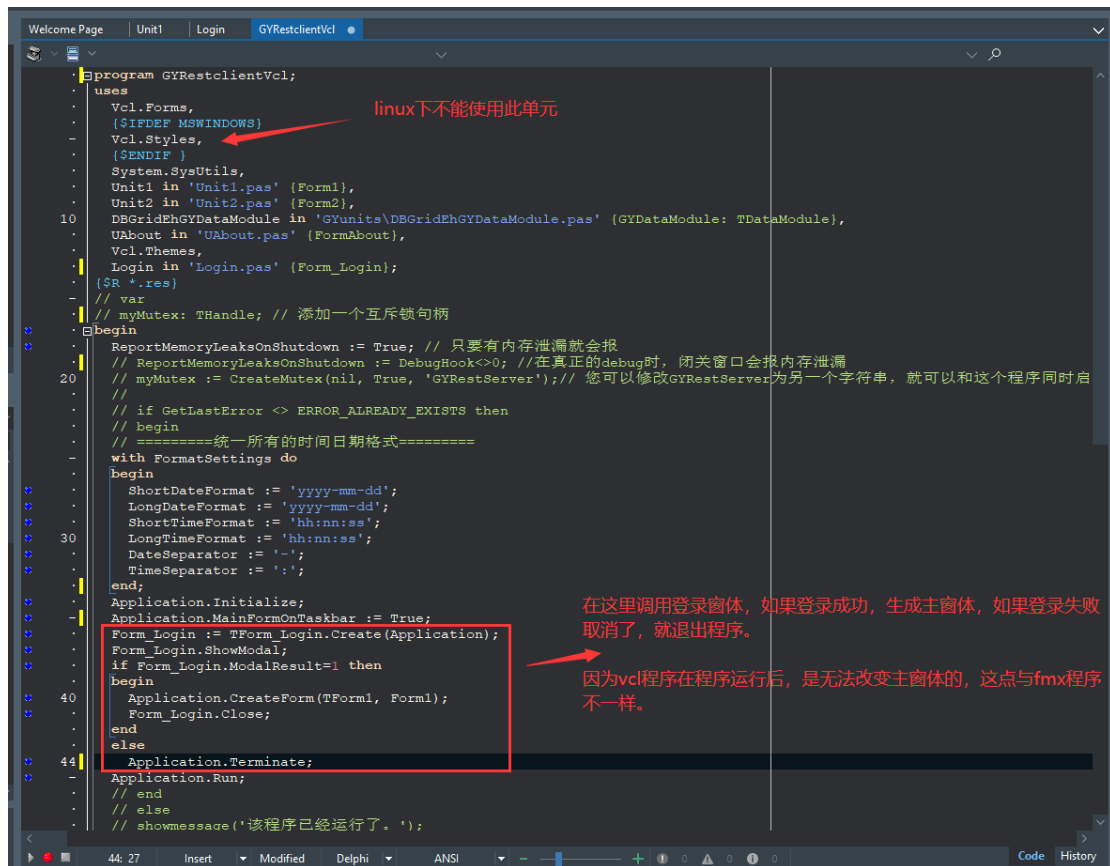 Welcome Page Unit1 Login GYRestclientVcl
program GYRestclientVcl;
uses
Vcl.Forms,
linux下不能使用此单元
{$IFDEF MSWINDOWS}
Vcl.Styles,
{$ENDIF }
System.SysUtils,
Unit1 in 'Unit1.pas' {Form1},
Unit2 in 'Unit2.pas' {Form2},
10 DBGridEhGYDataModule in 'GYunits\DBGridEhGYDataModule.pas' {GYDataModule: TDataModule},
UAbout in 'UAbout.pas' {FormAbout},
Vcl.Themes,
Login in 'Login.pas' {Form_Login};
{$R *.res}
// var
// myMutex: THandle; // 添加一个互斥锁句柄
begin
ReportMemoryLeaksOnShutdown := True; // 只要有内存泄漏就会报
// ReportMemoryLeaksOnShutdown := DebugHook<>0; //在真正的debug时，闭关窗口会报内存泄漏
20 // myMutex := CreateMutex(nil, True, 'GYRestServer');// 您可以修改GYRestServer为另一个字符串，就可以和这个程序同时启
//
// if GetLastError <> ERROR_ALREADY_EXISTS then
// begin
// =========统一所有的时间日期格式=========
with FormatSettings do
begin
ShortDateFormat := 'yyyy-mm-dd';
LongDateFormat := 'yyyy-mm-dd';
ShortTimeFormat := 'hh:nn:ss';
30 LongTimeFormat := 'hh:nn:ss';
DateSeparator := '-';
TimeSeparator := ':';
end;
Application.Initialize;
Application.MainFormOnTaskbar := True;
Form_Login := TForm_Login.Create(Application);
Form_Login.ShowModal;
if Form_Login.ModalResult=1 then
begin
40 Application.CreateForm(TForm1, Form1);
Form_Login.Close;
end
else
44 Application.Terminate;
在这里调用登录窗体，如果登录成功，生成主窗体，如果登录失败
取消了，就退出程序。
因为vcl程序在程序运行后，是无法改变主窗体的，这点与fmx程序
不一样。
Application.Run;
// end
// else
// showmessage('该程序已经运行了。');
44: 27 Insert Modified Delphi ANSI 0 0 0 Code History